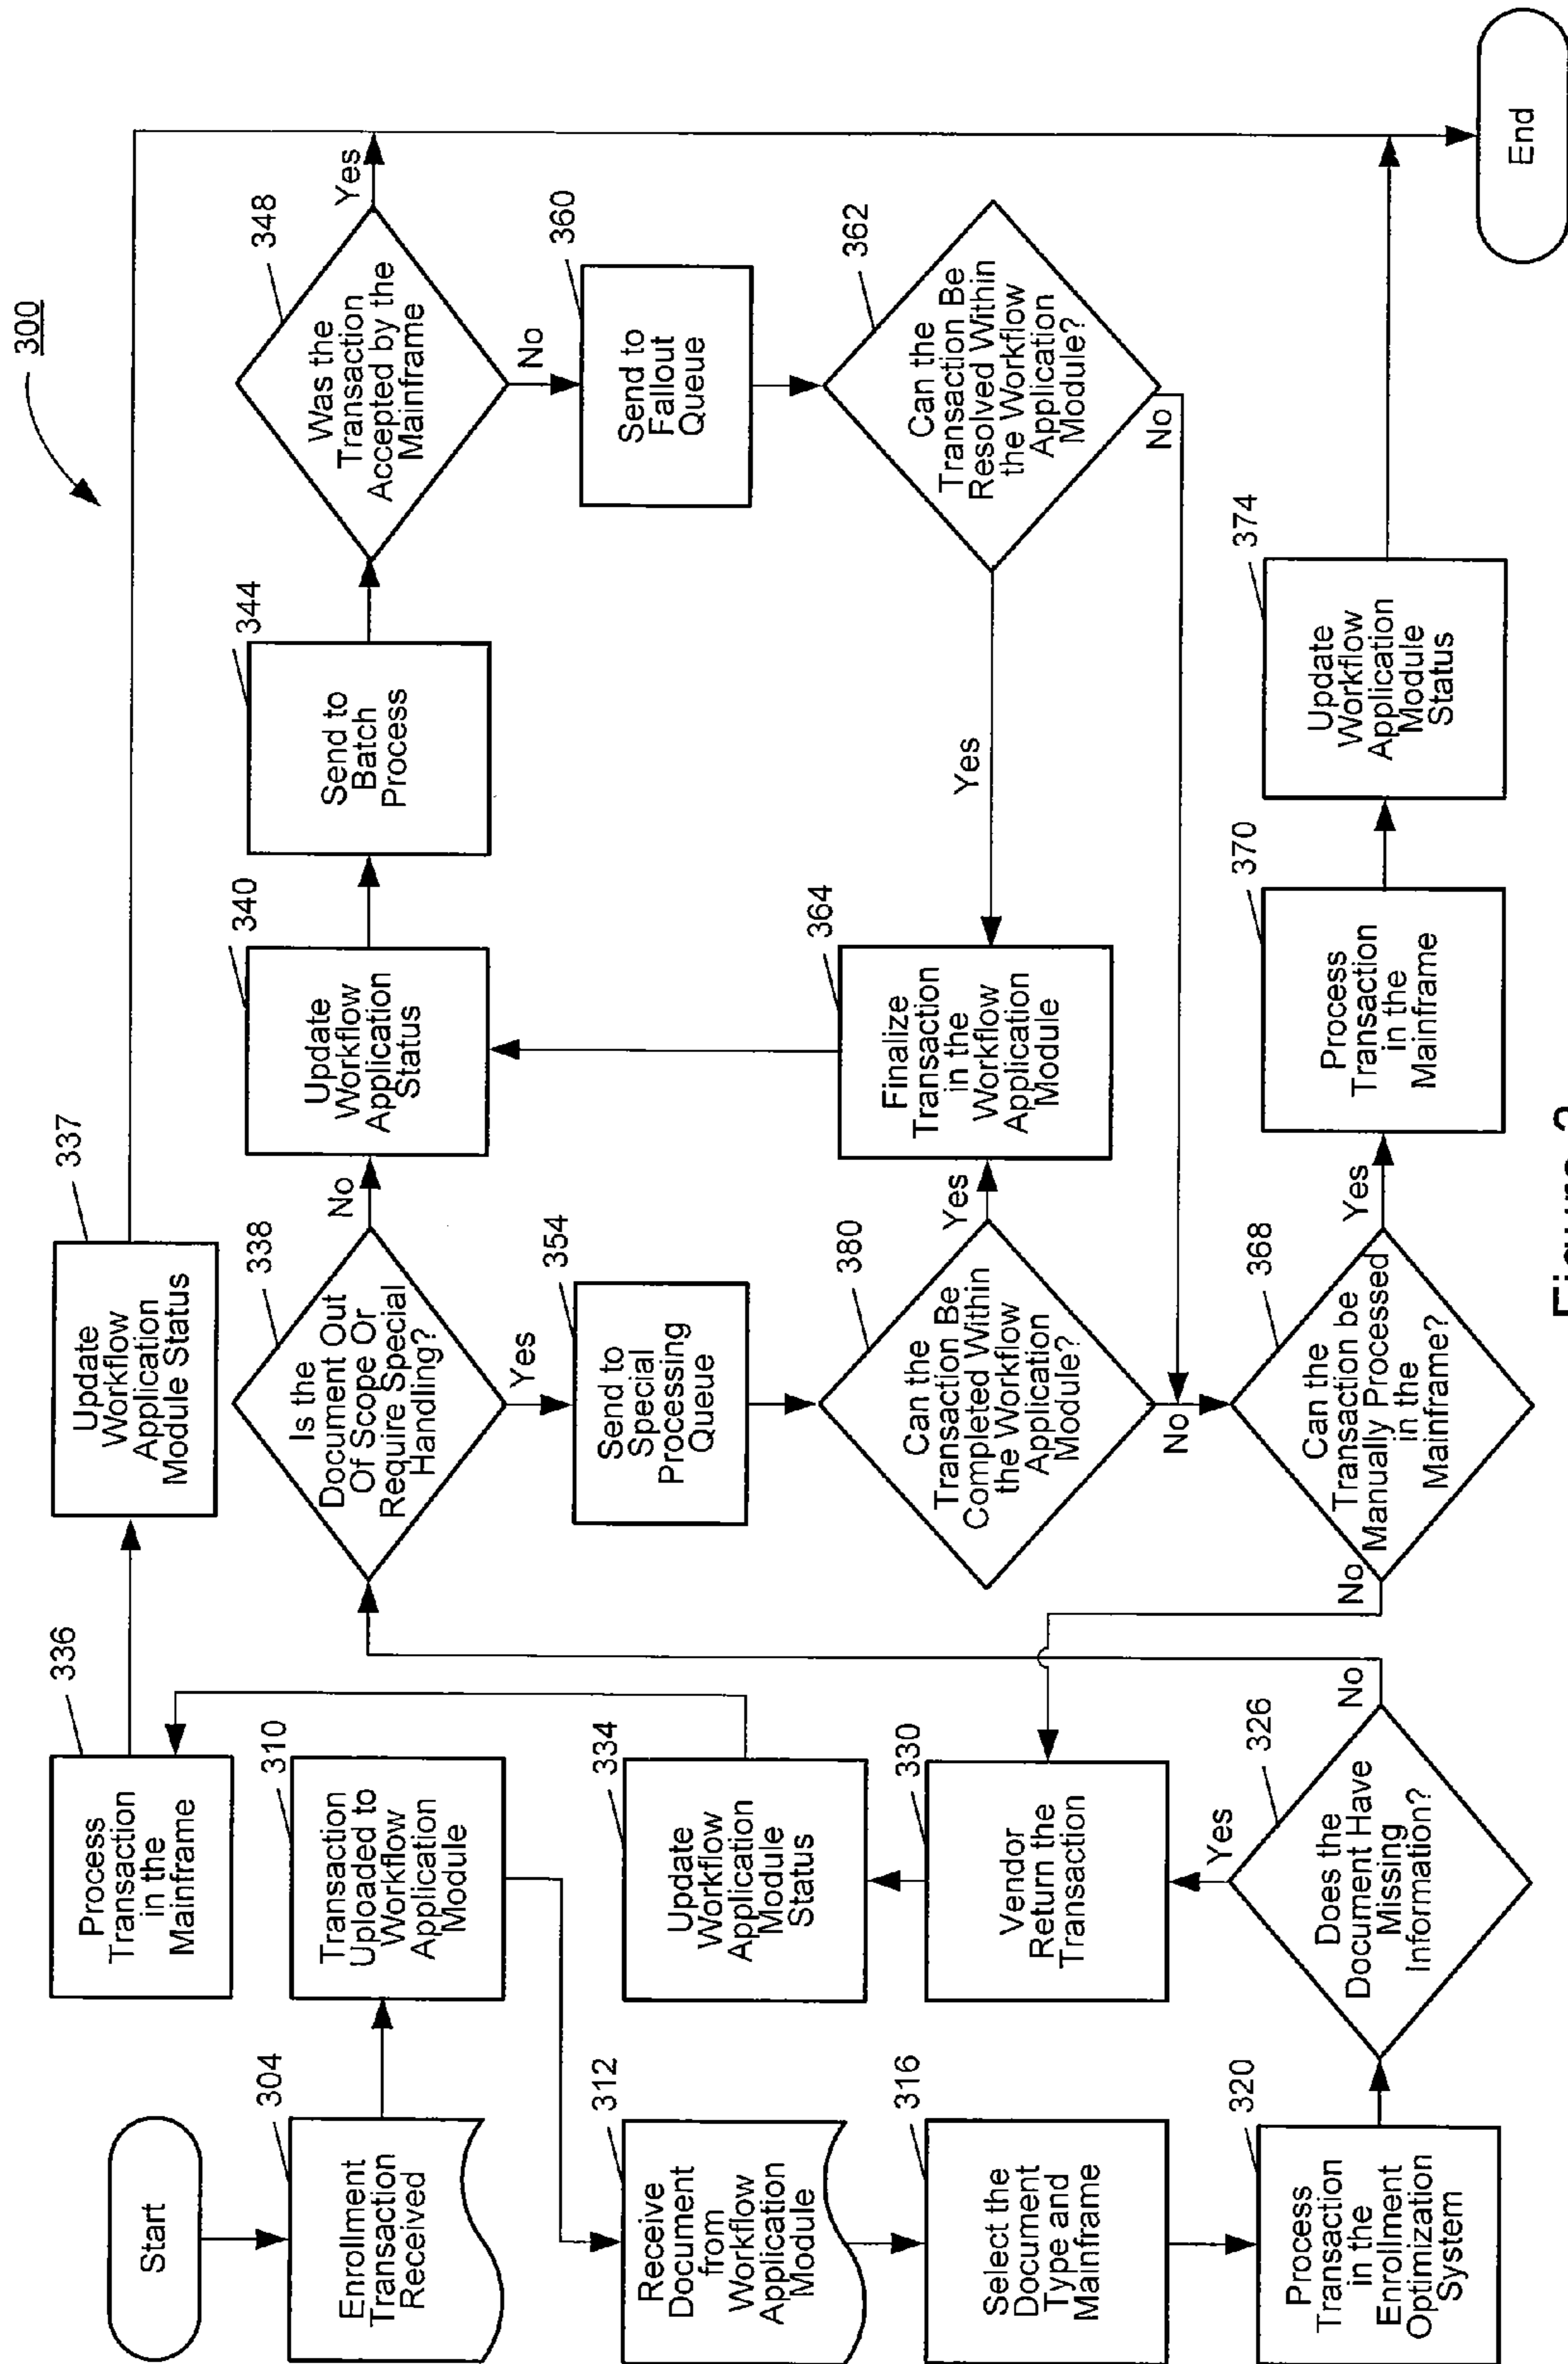 300
Start
304
Enrollment
Transaction
Received
310
Transaction
Uploaded to
Workflow
Application
Module
312
Receive
Document
from
Workflow
Application
Module
316
Select the
Document
Type and
Mainframe
320
Process
Transaction
in the
Enrollment
Optimization
System
326
Does the
Document Have
Missing
Information?
Yes
No
330
Vendor
Return the
Transaction
334
Update
Workflow
Application
Module
Status
336
Process
Transaction
in the
Mainframe
337
Update
Workflow
Application
Module Status
338
Is the
Document Out
Of Scope Or
Require Special
Handling?
No
Yes
340
Update
Workflow
Application
Status
344
Send to
Batch
Process
348
Was the
Transaction
Accepted by the
Mainframe
Yes
No
354
Send to
Special
Processing
Queue
360
Send to
Fallout
Queue
362
Can the
Transaction Be
Resolved Within
the Workflow
Application
Module?
Yes
No
380
Can the
Transaction Be
Completed Within
the Workflow
Application
Module?
Yes
No
364
Finalize
Transaction
in the
Workflow
Application
Module
368
Can the
Transaction be
Manually Processed
in the
Mainframe?
No
Yes
370
Process
Transaction
in the
Mainframe
374
Update
Workflow
Application
Module
Status
End
Figure